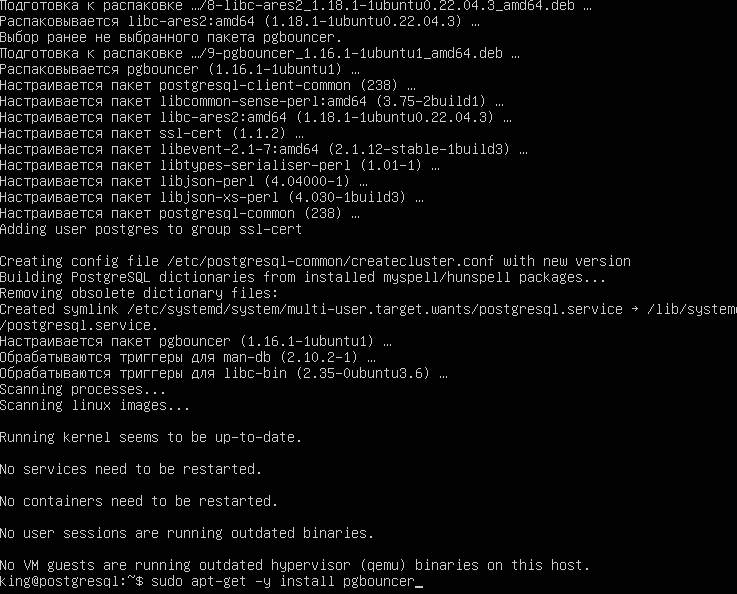 Подготовка к распаковке …/8-libc-ares2_1.18.1-1ubuntu0.22.04.3_amd64.deb …
Распаковывается libc-ares2:amd64 (1.18.1-1ubuntu0.22.04.3) …
Выбор ранее не выбранного пакета pgbouncer.
Подготовка к распаковке …/9-pgbouncer_1.16.1-1ubuntu1_amd64.deb …
Распаковывается pgbouncer (1.16.1-1ubuntu1) …
Настраивается пакет postgresql-client-common (238) …
Настраивается пакет libcommon-sense-perl:amd64 (3.75-2build1) …
Настраивается пакет libc-ares2:amd64 (1.18.1-1ubuntu0.22.04.3) …
Настраивается пакет ssl-cert (1.1.2) …
Настраивается пакет libevent-2.1-7:amd64 (2.1.12-stable-1build3) …
Настраивается пакет libtypes-serialiser-perl (1.01-1) …
Настраивается пакет libjson-perl (4.04000-1) …
Настраивается пакет libjson-xs-perl (4.030-1build3) …
Настраивается пакет postgresql-common (238) …
Adding user postgres to group ssl-cert
Creating config file /etc/postgresql-common/createcluster.conf with new version
Building PostgreSQL dictionaries from installed myspell/hunspell packages...
Removing obsolete dictionary files:
Created symlink /etc/systemd/system/multi-user.target.wants/postgresql.service → /lib/system
/postgresql.service.
Настраивается пакет pgbouncer (1.16.1-1ubuntu1) …
Обрабатываются триггеры для man-db (2.10.2-1) …
Обрабатываются триггеры для libc-bin (2.35-0ubuntu3.6) …
Scanning processes...
Scanning linux images...
Running kernel seems to be up-to-date.
No services need to be restarted.
No containers need to be restarted.
No user sessions are running outdated binaries.
No VM guests are running outdated hypervisor (qemu) binaries on this host.
king@postgresql:~$ sudo apt-get -y install pgbouncer_